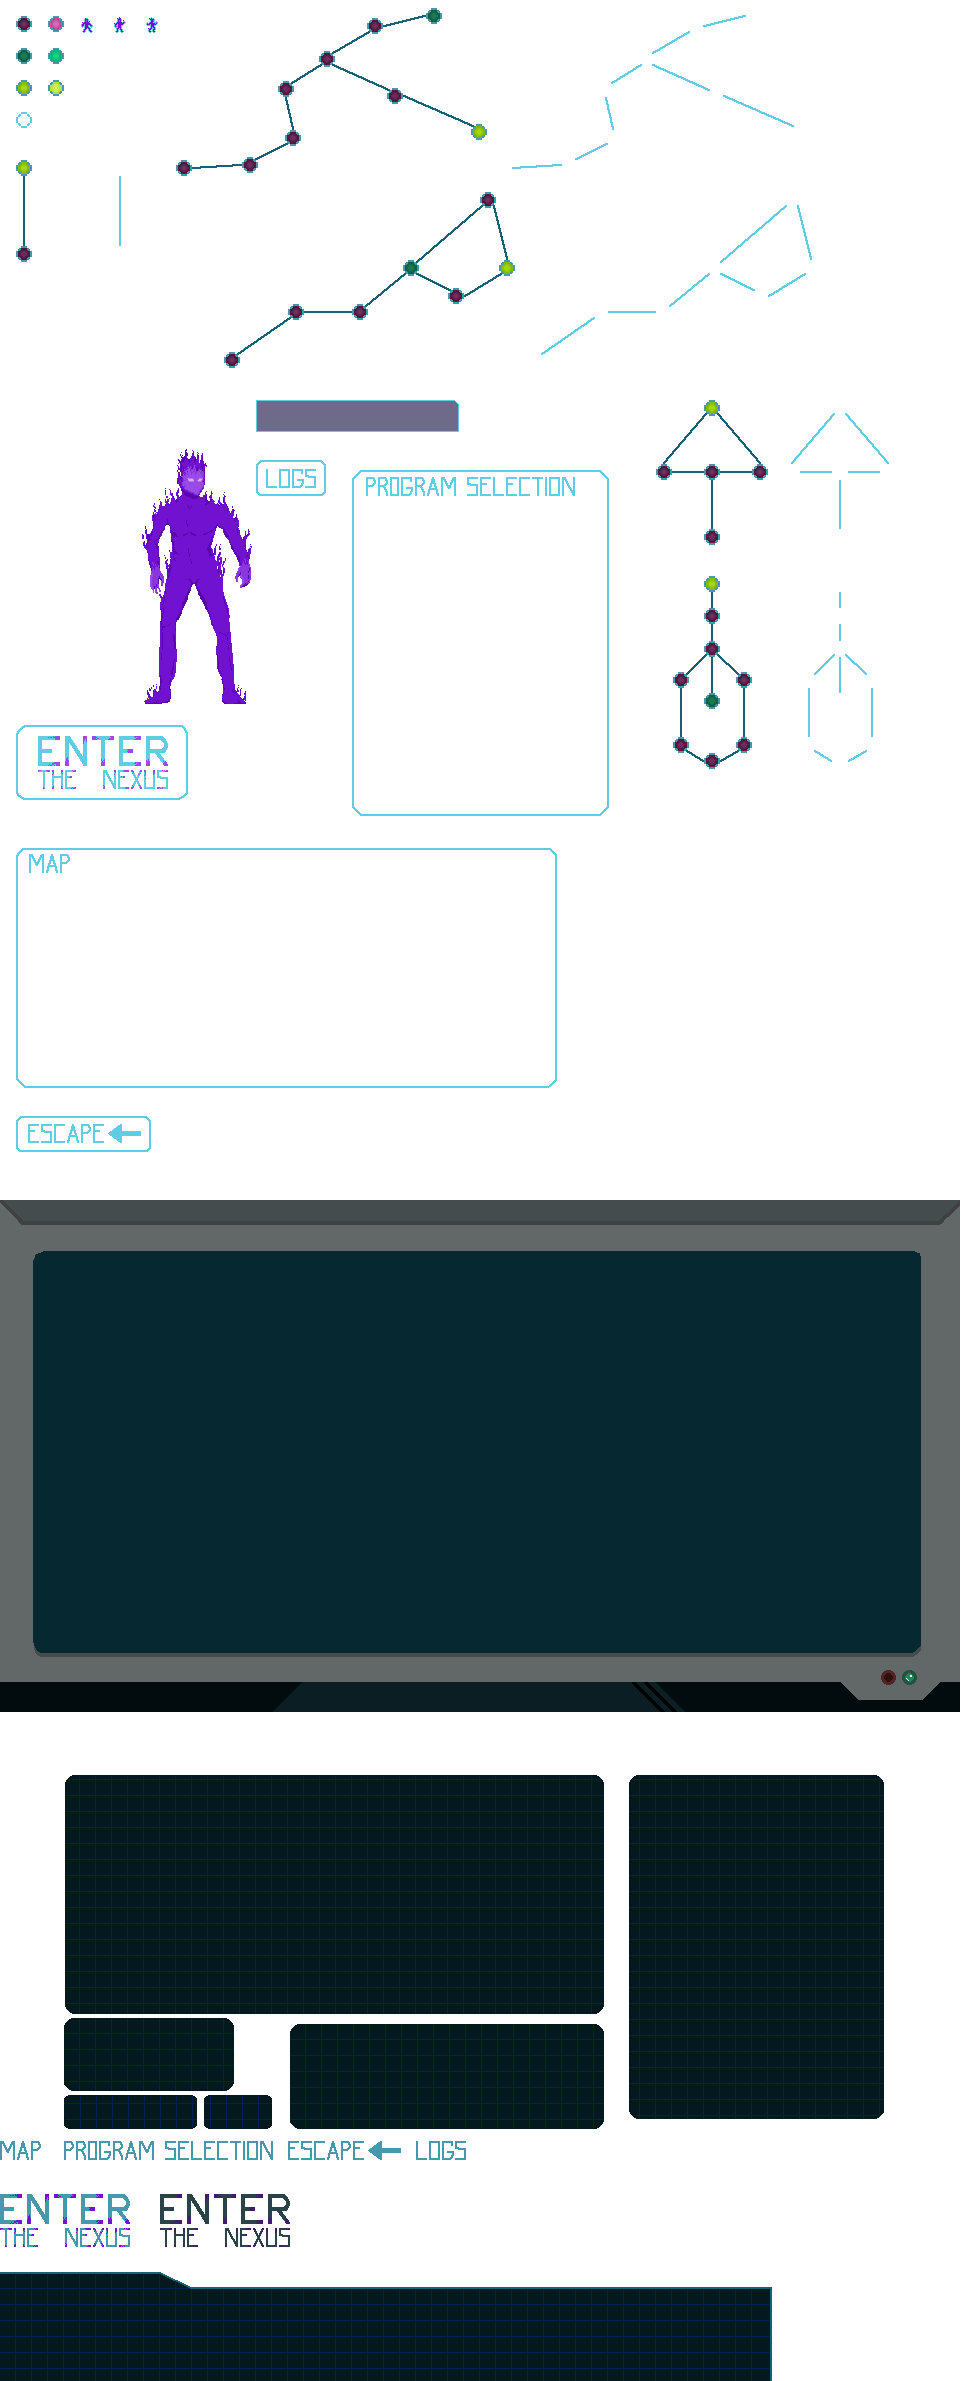 LOGS
PROGRAM SELECTION
ENTER
THE NEXUS
MAP
ESCAPE
MAP PROGRAM SELECTION ESCAPE LOGS
ENTER ENTER
THE NEXUS THE NEXUS